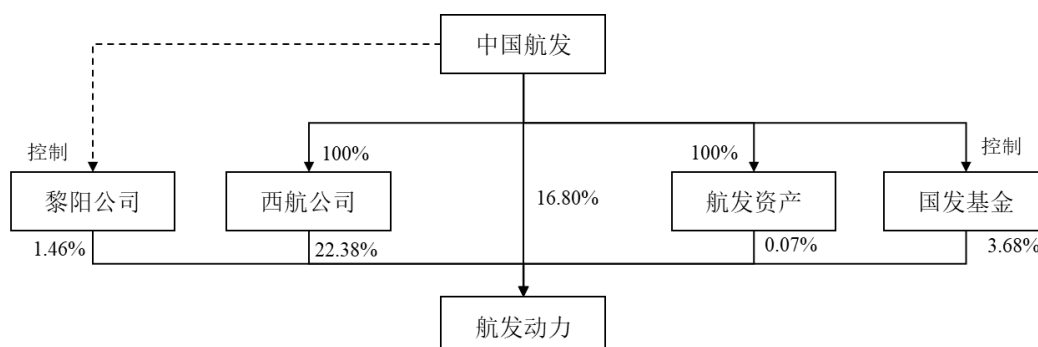 中国航发
控制
100%
100%
控制
黎阳公司
西航公司
16.80%
航发资产
国发基金
1.46%
22.38%
0.07%
3.68%
航发动力